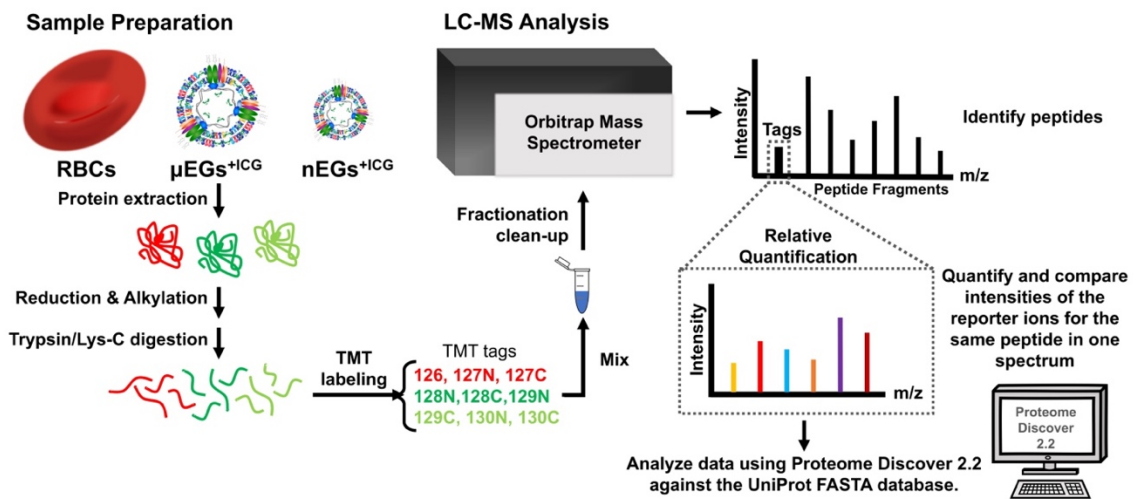 Sample Preparation
RBCs
μEGs+ICG
nEGs+ICG
Protein extraction
Reduction & Alkylation
Trypsin/Lys-C digestion
TMT
labeling
TMT tags
126, 127N, 127C
128N,128C,129N
129C, 130N, 130C
Mix
Fractionation
clean-up
LC-MS Analysis
Orbitrap Mass
Spectrometer
Intensity
Tags
m/z
Peptide Fragments
Identify peptides
Relative
Quantification
Intensity
m/z
Quantify and compare
intensities of the
reporter ions for the
same peptide in one
spectrum
Proteome
Discover
2.2
Analyze data using Proteome Discover 2.2
against the UniProt FASTA database.